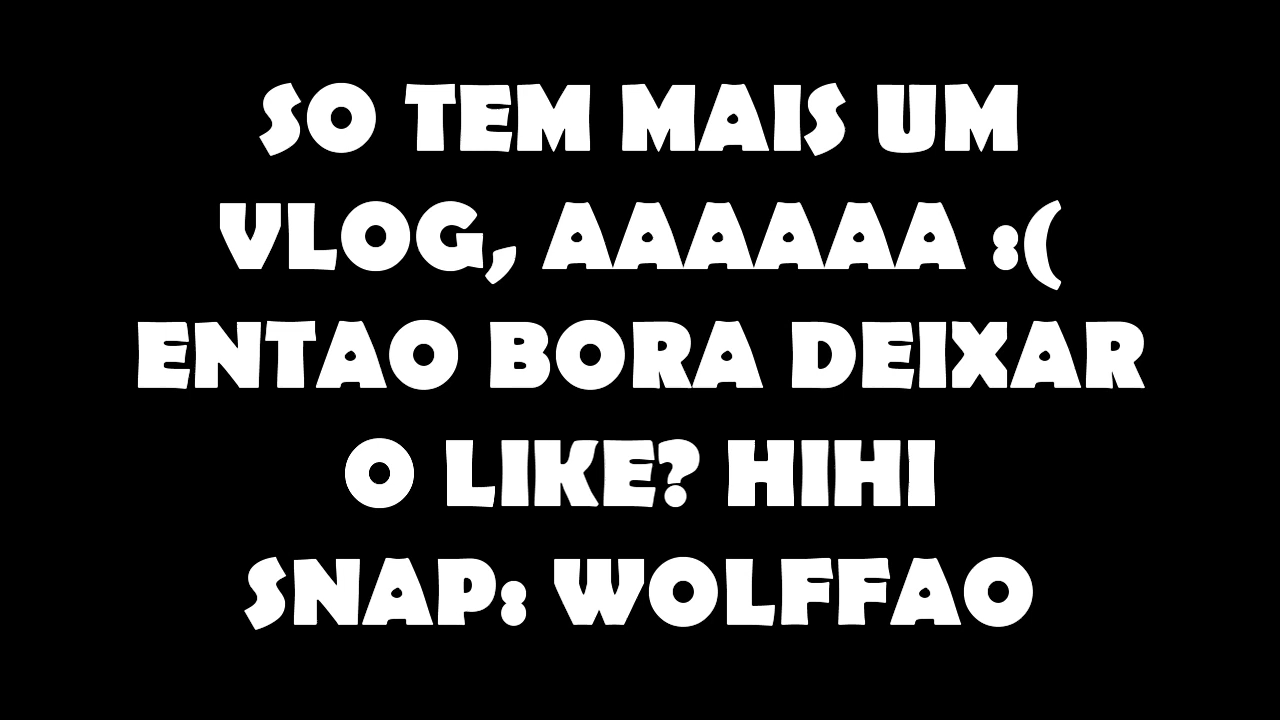 SO TEM MAIS UM
VLOG, AAAAAA :(
ENTAO BORA DEIXAR
O LIKE? HIHI
SNAP: WOLFFAO